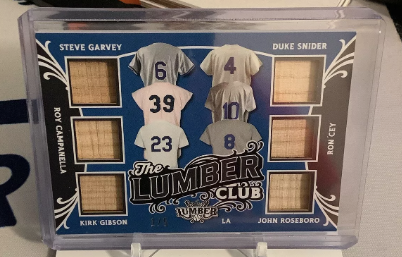 STEVE GARVEY
DUKE SNIDER
6
4
ROY CAMPANELLA
39
10
RON CEY
23
8
The
LUMBER
CLUB
KIRK GIBSON
LUMBER
LA
JOHN ROSEBORO